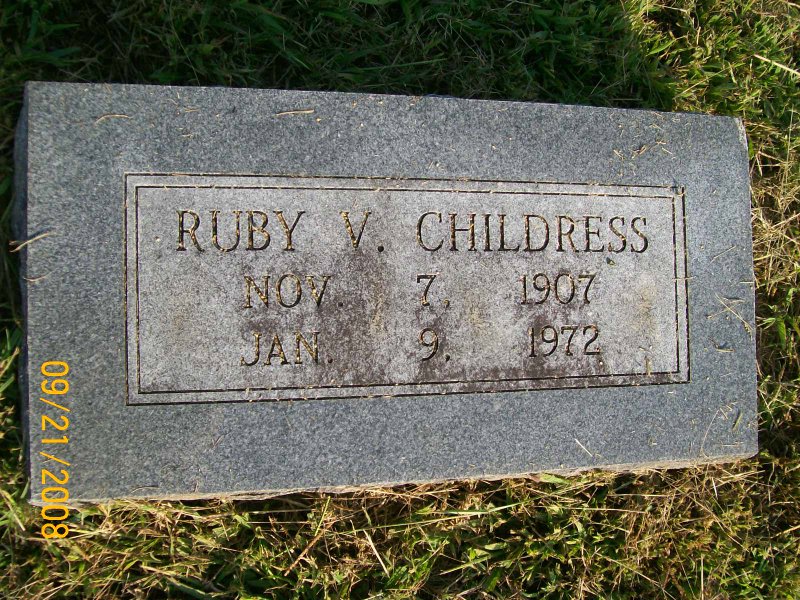 RUBY V. CHILDRESS
NOV. 7, 1907
JAN. 9, 1972
09/21/2008